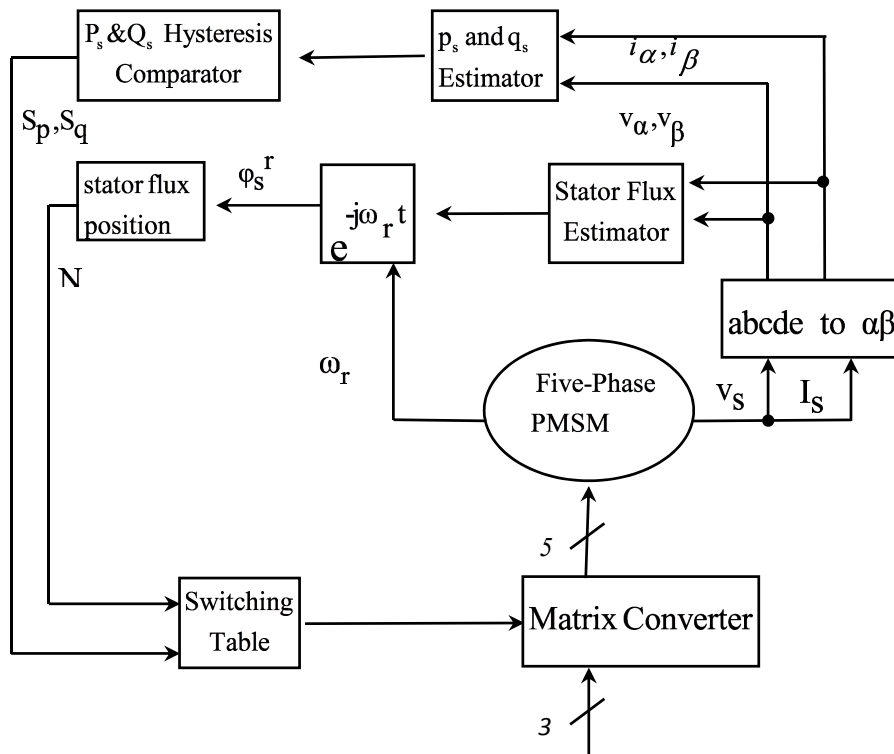 Ps &Qs Hysteresis
Comparator
ps and qs
Estimator
iα,iβ
vα,vβ
Sp,Sq
stator flux
position
φs^r
e^-jωr t
Stator Flux
Estimator
N
abcde to αβ
ωr
Five-Phase
PMSM
vs
Is
5
Switching
Table
Matrix Converter
3